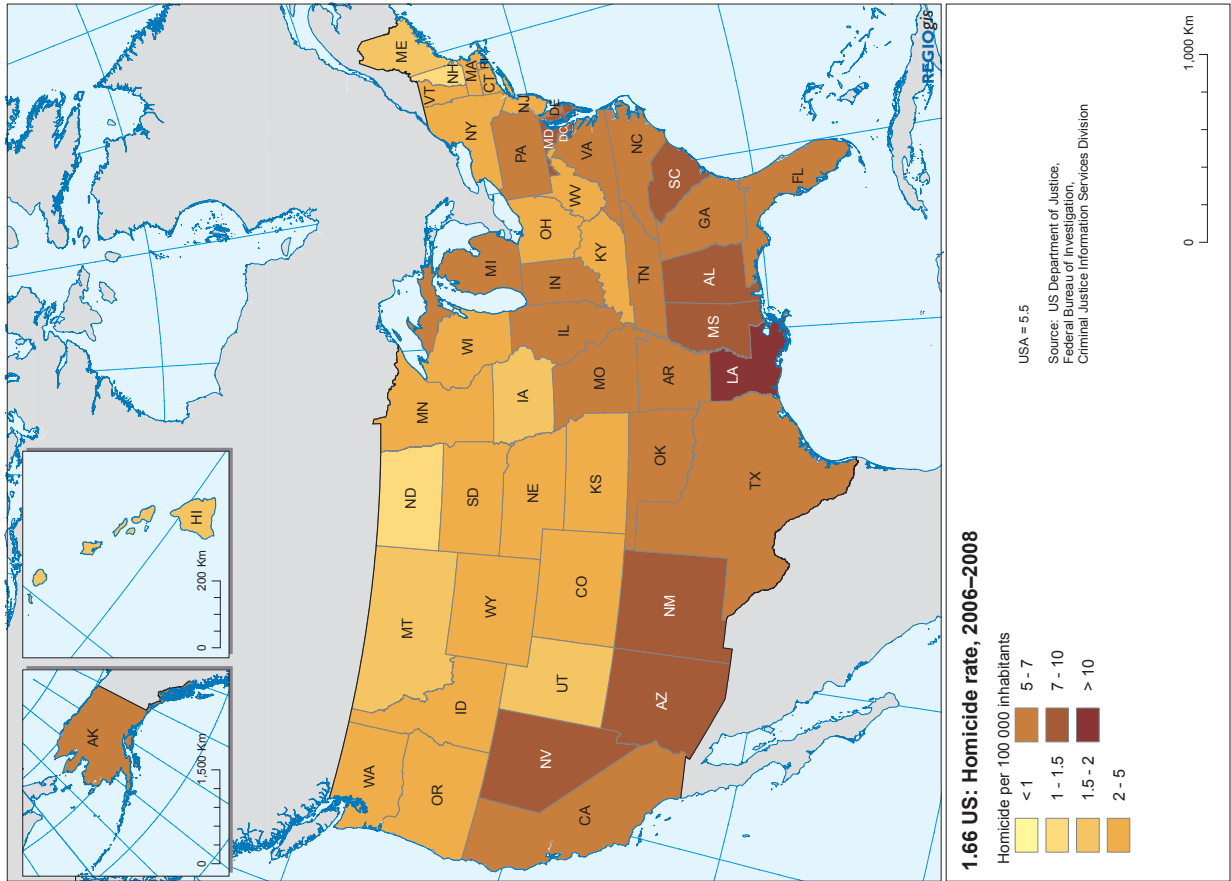 1.66 US: Homicide rate, 2006–2008
Homicide per 100 000 inhabitants
< 1
1 - 1.5
1.5 - 2
2 - 5
5 - 7
7 - 10
> 10
USA = 5.5
Source: US Department of Justice,
Federal Bureau of Investigation,
Criminal Justice Information Services Division
0
1,000 Km
REGIOgis
0
1,500 Km
AK
0
200 Km
HI
WA
OR
CA
NV
ID
MT
WY
UT
CO
AZ
NM
ND
SD
NE
KS
OK
TX
MN
IA
MO
AR
LA
WI
IL
MI
IN
OH
KY
TN
MS
AL
GA
FL
SC
NC
VA
WV
MD
DC
DE
PA
NJ
NY
CT
RI
MA
VT
NH
ME